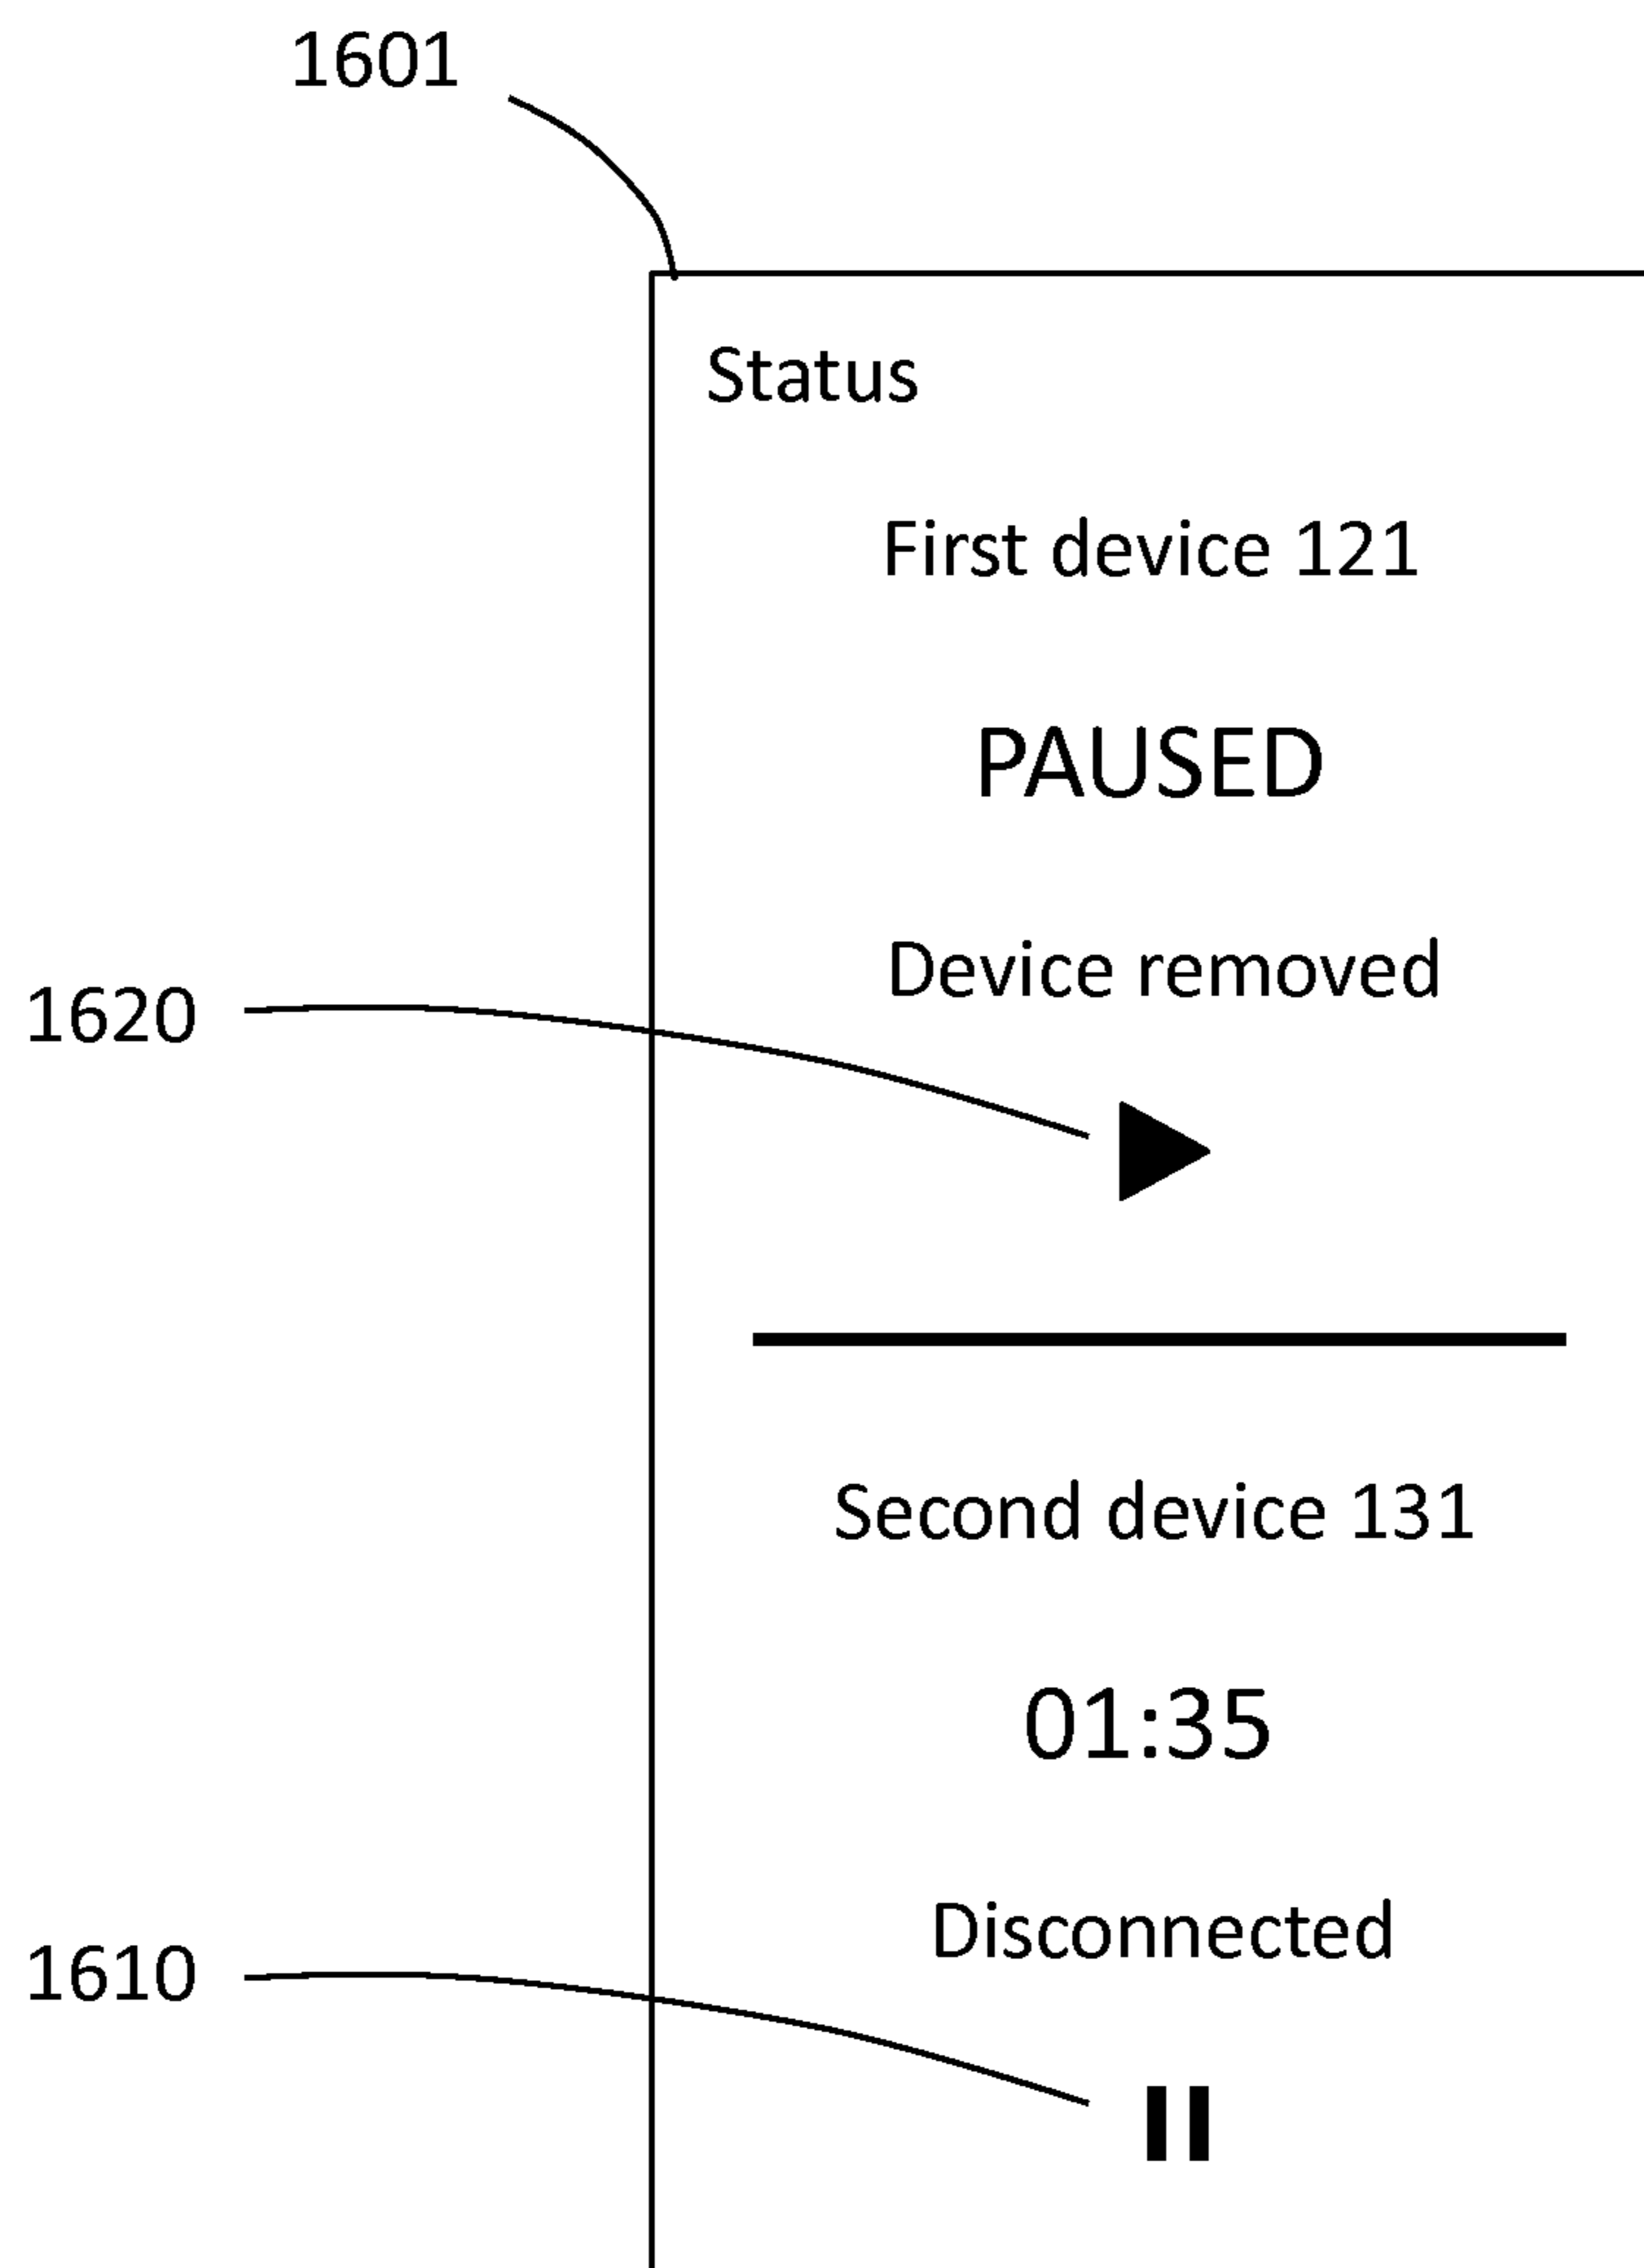 1601
Status
First device 121
PAUSED
Device removed
1620
Second device 131
01:35
Disconnected
1610